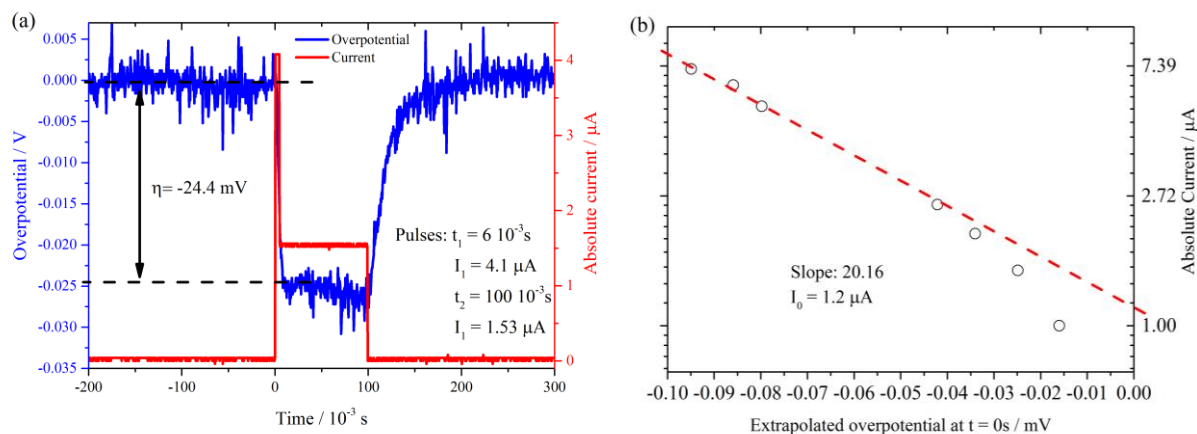 (a)
Overpotential
Current
Overpotential / V
0.005
0.000
-0.005
-0.010
-0.015
-0.020
-0.025
-0.030
-0.035
η= -24.4 mV
Pulses: t₁ = 6 10⁻³s
I₁ = 4.1 μA
t₂ = 100 10⁻³s
I₁ = 1.53 μA
4
3
2
1
0
Absolute current / μA
-200
-100
0
100
200
300
Time / 10⁻³ s
(b)
7.39
2.72
1.00
Absolute Current / μA
Slope: 20.16
I₀ = 1.2 μA
-0.10
-0.09
-0.08
-0.07
-0.06
-0.05
-0.04
-0.03
-0.02
-0.01
0.00
Extrapolated overpotential at t = 0s / mV